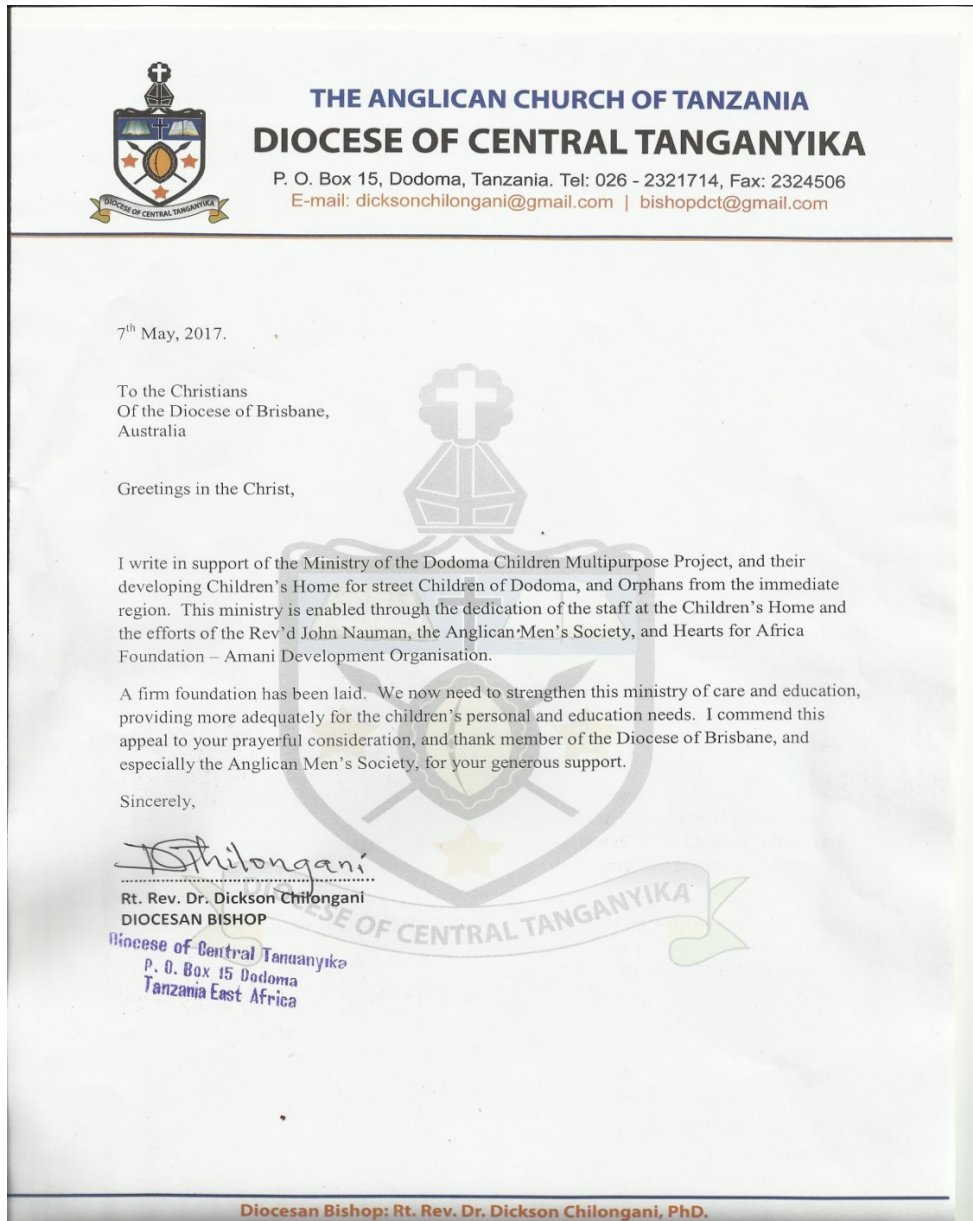 THE ANGLICAN CHURCH OF TANZANIA
DIOCESE OF CENTRAL TANGANYIKA
P. O. Box 15, Dodoma, Tanzania. Tel: 026 - 2321714, Fax: 2324506
E-mail: dicksonchilongani@gmail.com | bishopdct@gmail.com
DIOCESE OF CENTRAL TANGANYIKA
7th May, 2017.
To the Christians
Of the Diocese of Brisbane,
Australia
Greetings in the Christ,
I write in support of the Ministry of the Dodoma Children Multipurpose Project, and their
developing Children's Home for street Children of Dodoma, and Orphans from the immediate
region. This ministry is enabled through the dedication of the staff at the Children's Home and
the efforts of the Rev'd John Nauman, the Anglican Men's Society, and Hearts for Africa
Foundation – Amani Development Organisation.
A firm foundation has been laid. We now need to strengthen this ministry of care and education,
providing more adequately for the children's personal and education needs. I commend this
appeal to your prayerful consideration, and thank member of the Diocese of Brisbane, and
especially the Anglican Men's Society, for your generous support.
Sincerely,
DChilongani
Rt. Rev. Dr. Dickson Chilongani
DIOCESAN BISHOP
DIOCESE OF CENTRAL TANGANYIKA
Diocese of Central Tanganyika
P. O. Box 15 Dodoma
Tanzania East Africa
Diocesan Bishop: Rt. Rev. Dr. Dickson Chilongani, PhD.